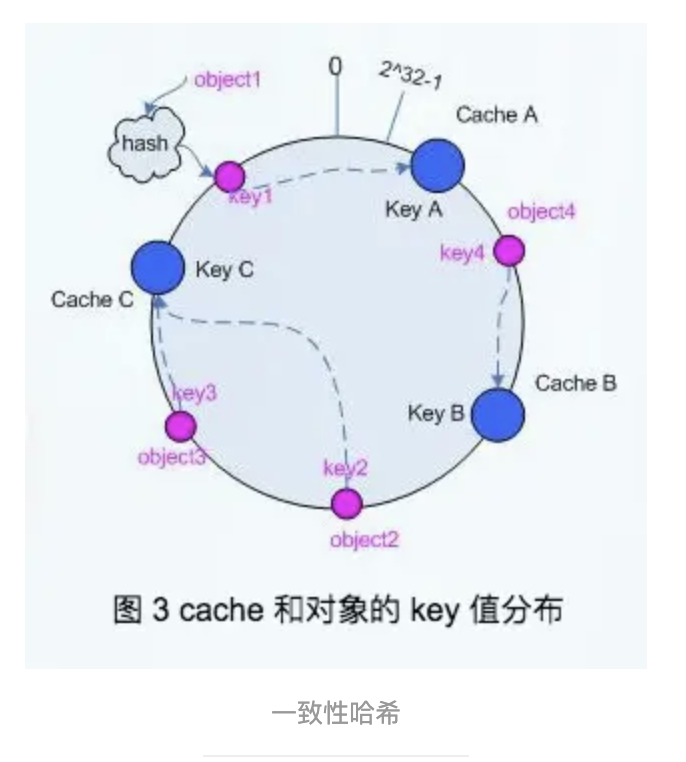 0
2^32-1
object1
Cache A
hash
key1
Key A
object4
key4
Key C
Cache C
Cache B
key3
Key B
object3
key2
object2
图 3 cache 和对象的 key 值分布
一致性哈希